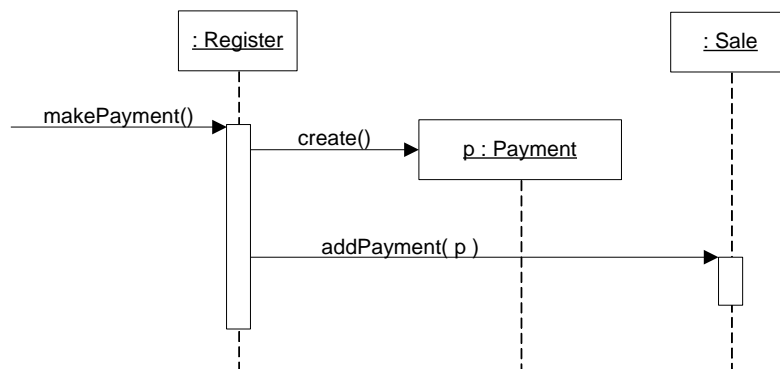 : Register
: Sale
makePayment()
create()
p : Payment
addPayment( p )